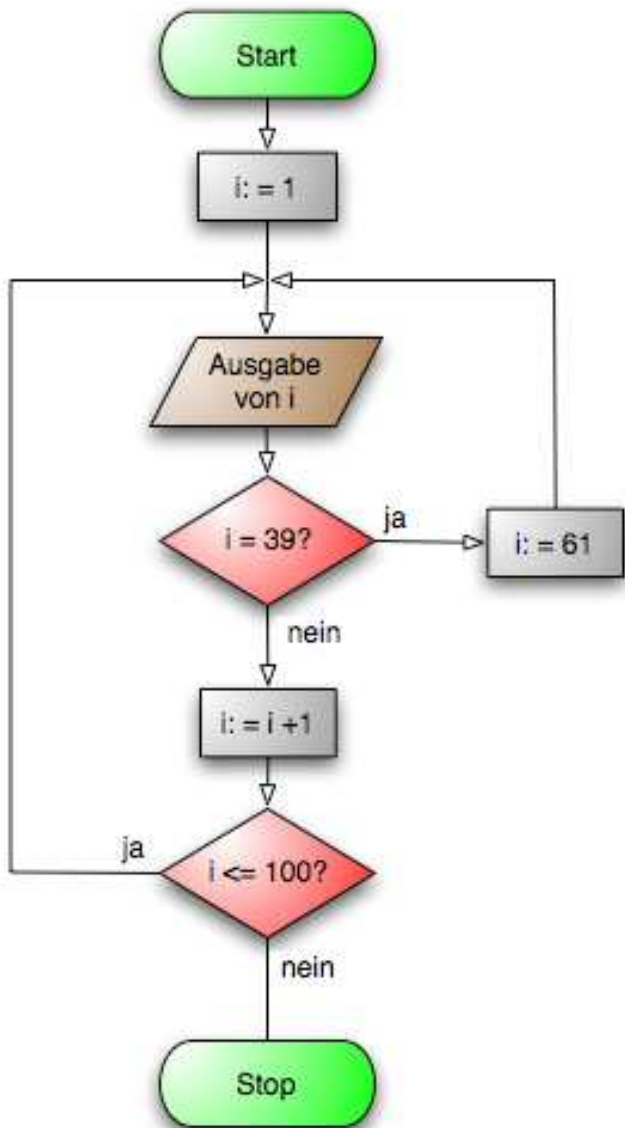 Start
i: = 1
Ausgabe
von i
i = 39?
ja
i: = 61
nein
i: = i +1
i <= 100?
ja
nein
Stop